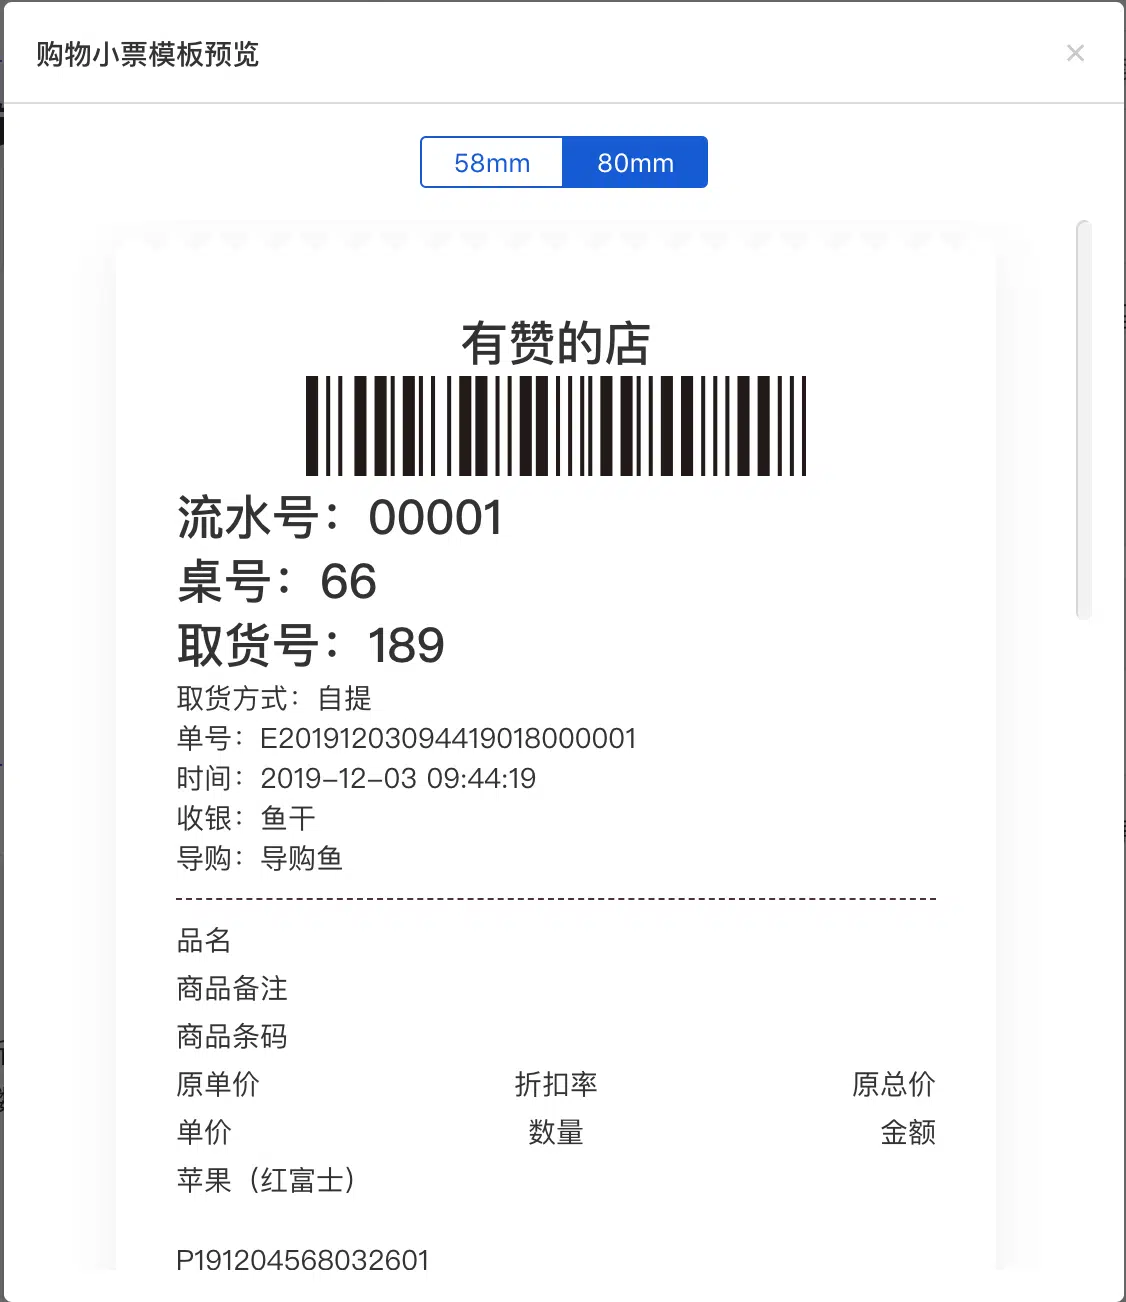 购物小票模板预览
58mm 80mm
有赞的店
流水号：00001
桌号：66
取货号：189
取货方式：自提
单号：E20191203094419018000001
时间：2019-12-03 09:44:19
收银：鱼干
导购：导购鱼
品名
商品备注
商品条码
原单价 折扣率 原总价
单价 数量 金额
苹果（红富士）
P191204568032601